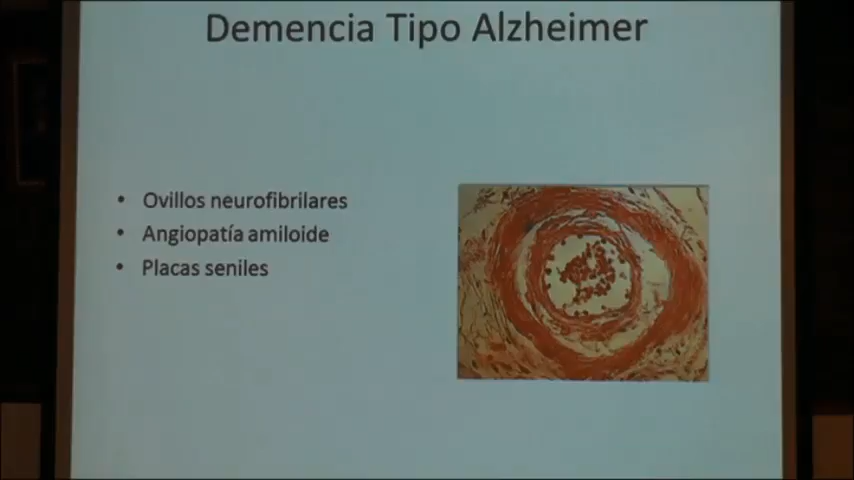 Demencia Tipo Alzheimer
• Ovillos neurofibrilares
• Angiopatía amiloide
• Placas seniles